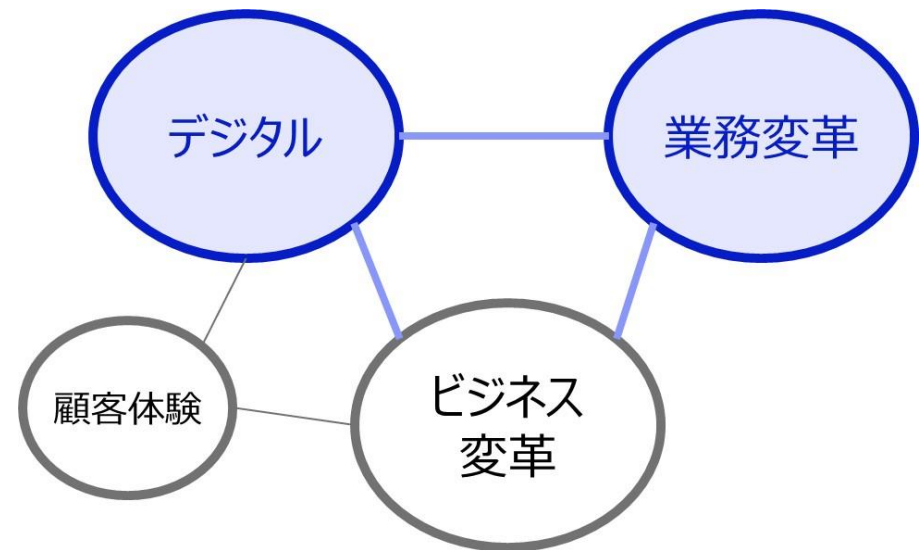 デジタル
業務変革
顧客体験
ビジネス
変革